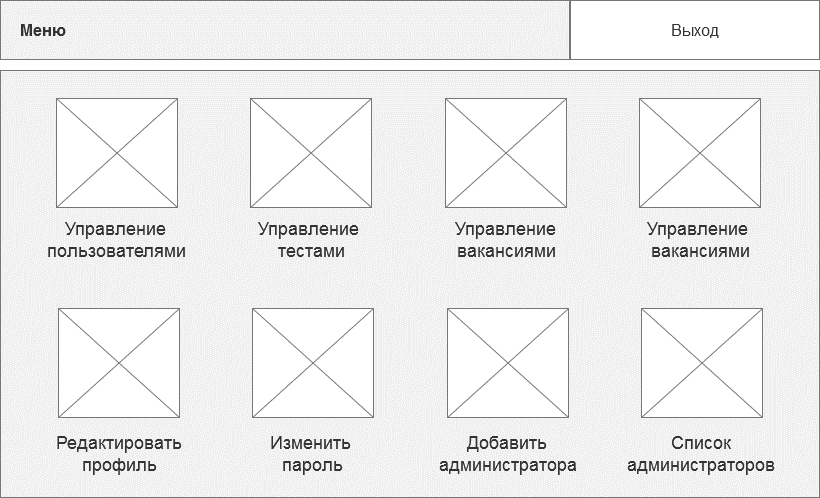 Меню
Выход
Управление
пользователями
Управление
тестами
Управление
вакансиями
Управление
вакансиями
Редактировать
профиль
Изменить
пароль
Добавить
администратора
Список
администраторов